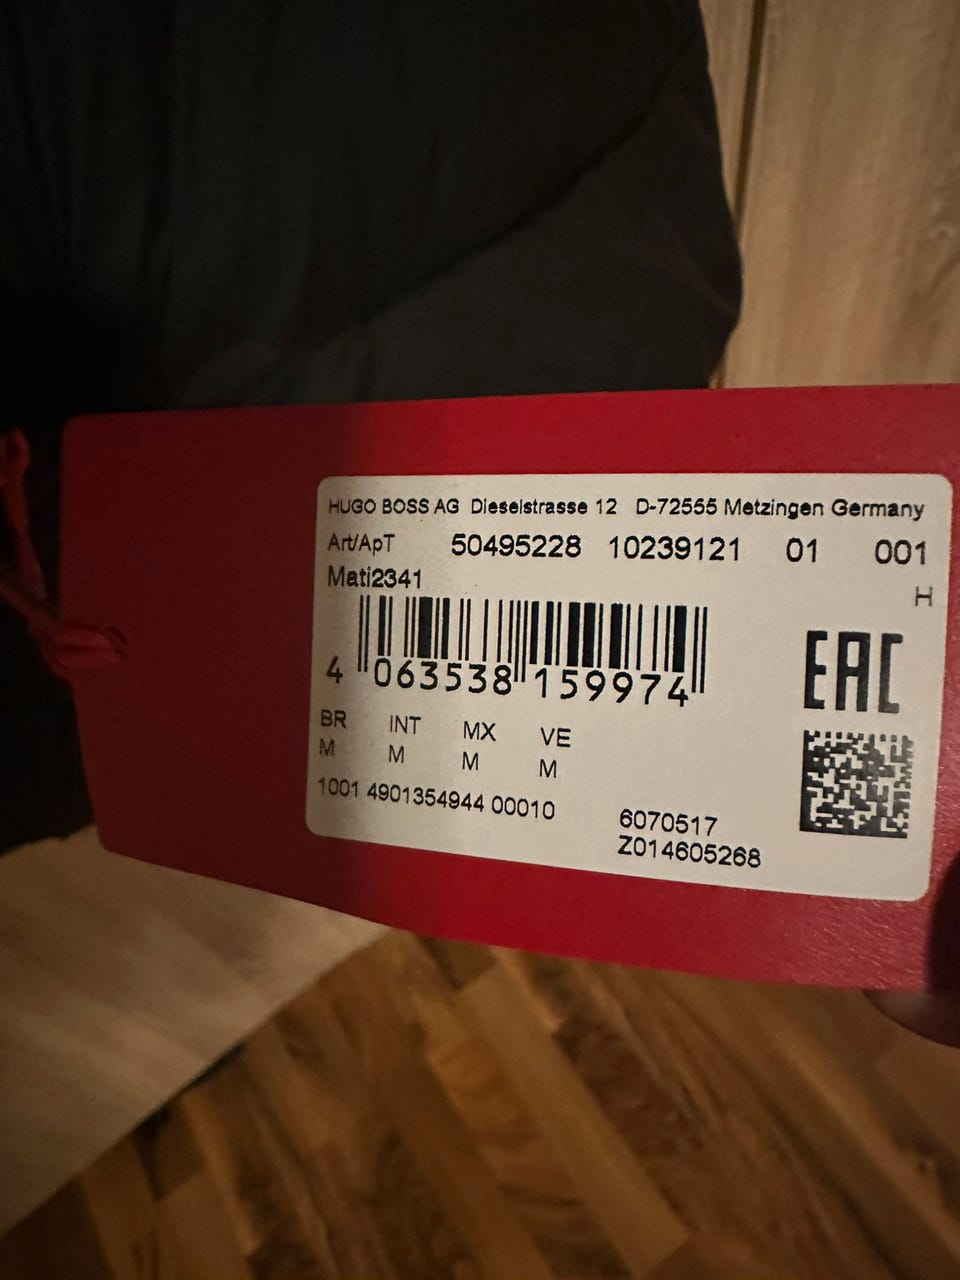 HUGO BOSS AG Dieselstrasse 12 D-72555 Metzingen Germany
Art/ApT 50495228 10239121 01 001
Mati2341 H
4 063538 159974
EAC
BR INT MX VE
M M M M
1001 4901354944 00010
6070517
Z014605268